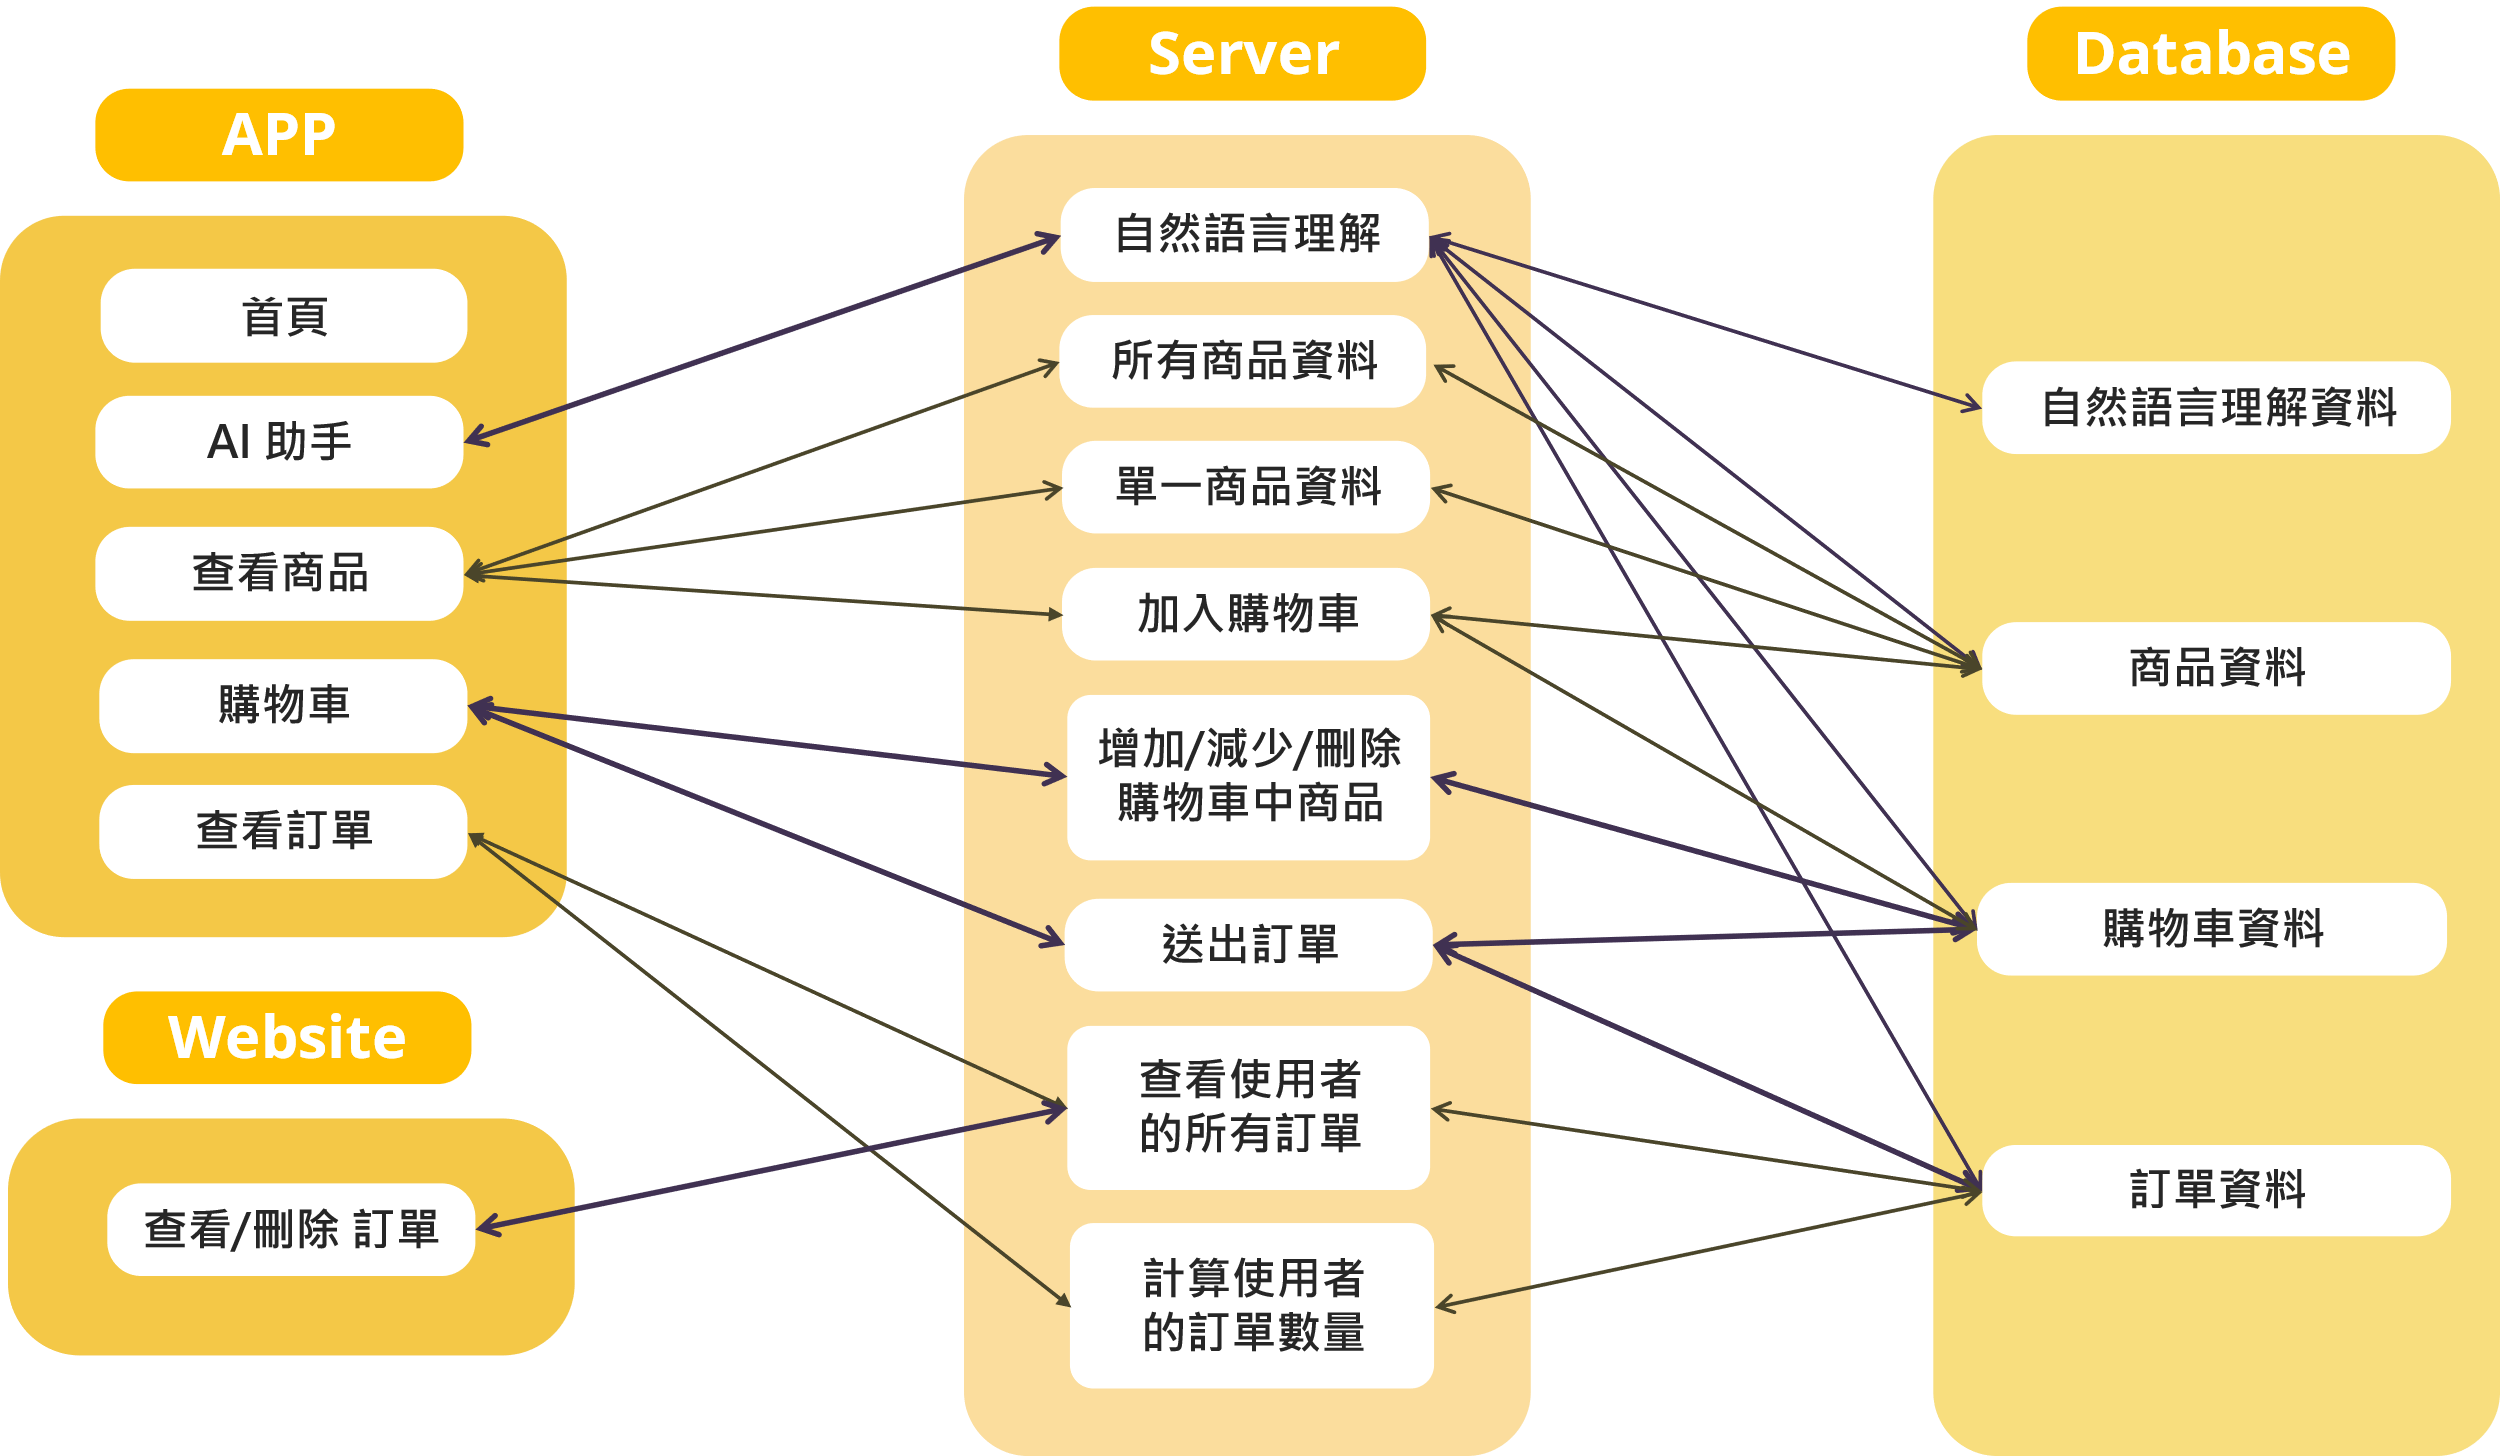 APP
首頁
AI 助手
查看商品
購物車
查看訂單
Website
查看/刪除 訂單
Server
自然語言理解
所有商品資料
單一商品資料
加入購物車
增加/減少/刪除
購物車中商品
送出訂單
查看使用者
的所有訂單
計算使用者
的訂單數量
Database
自然語言理解資料
商品資料
購物車資料
訂單資料